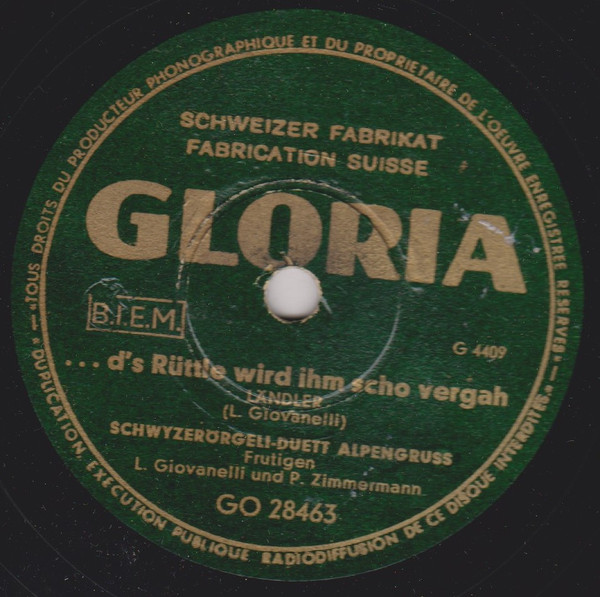 "TOUS DROITS DU PRODUCTEUR PHONOGRAPHIQUE ET DU PROPRIETAIRE DE L'OEUVRE ENREGISTRÉE RESERVES"
SCHWEIZER FABRIKAT
FABRICATION SUISSE
GLORIA
B.I.E.M.
G 4409
... d's Rüttle wird ihm scho vergah
LÄNDLER
(L. Giovanelli)
SCHWYZERÖRGELI-DUETT ALPENGRUSS
Frutigen
L. Giovanelli und P. Zimmermann
GO 28463
"DUPLICATION, EXECUTION PUBLIQUE RADIODIFFUSION DE CE DISQUE INTERDITES."